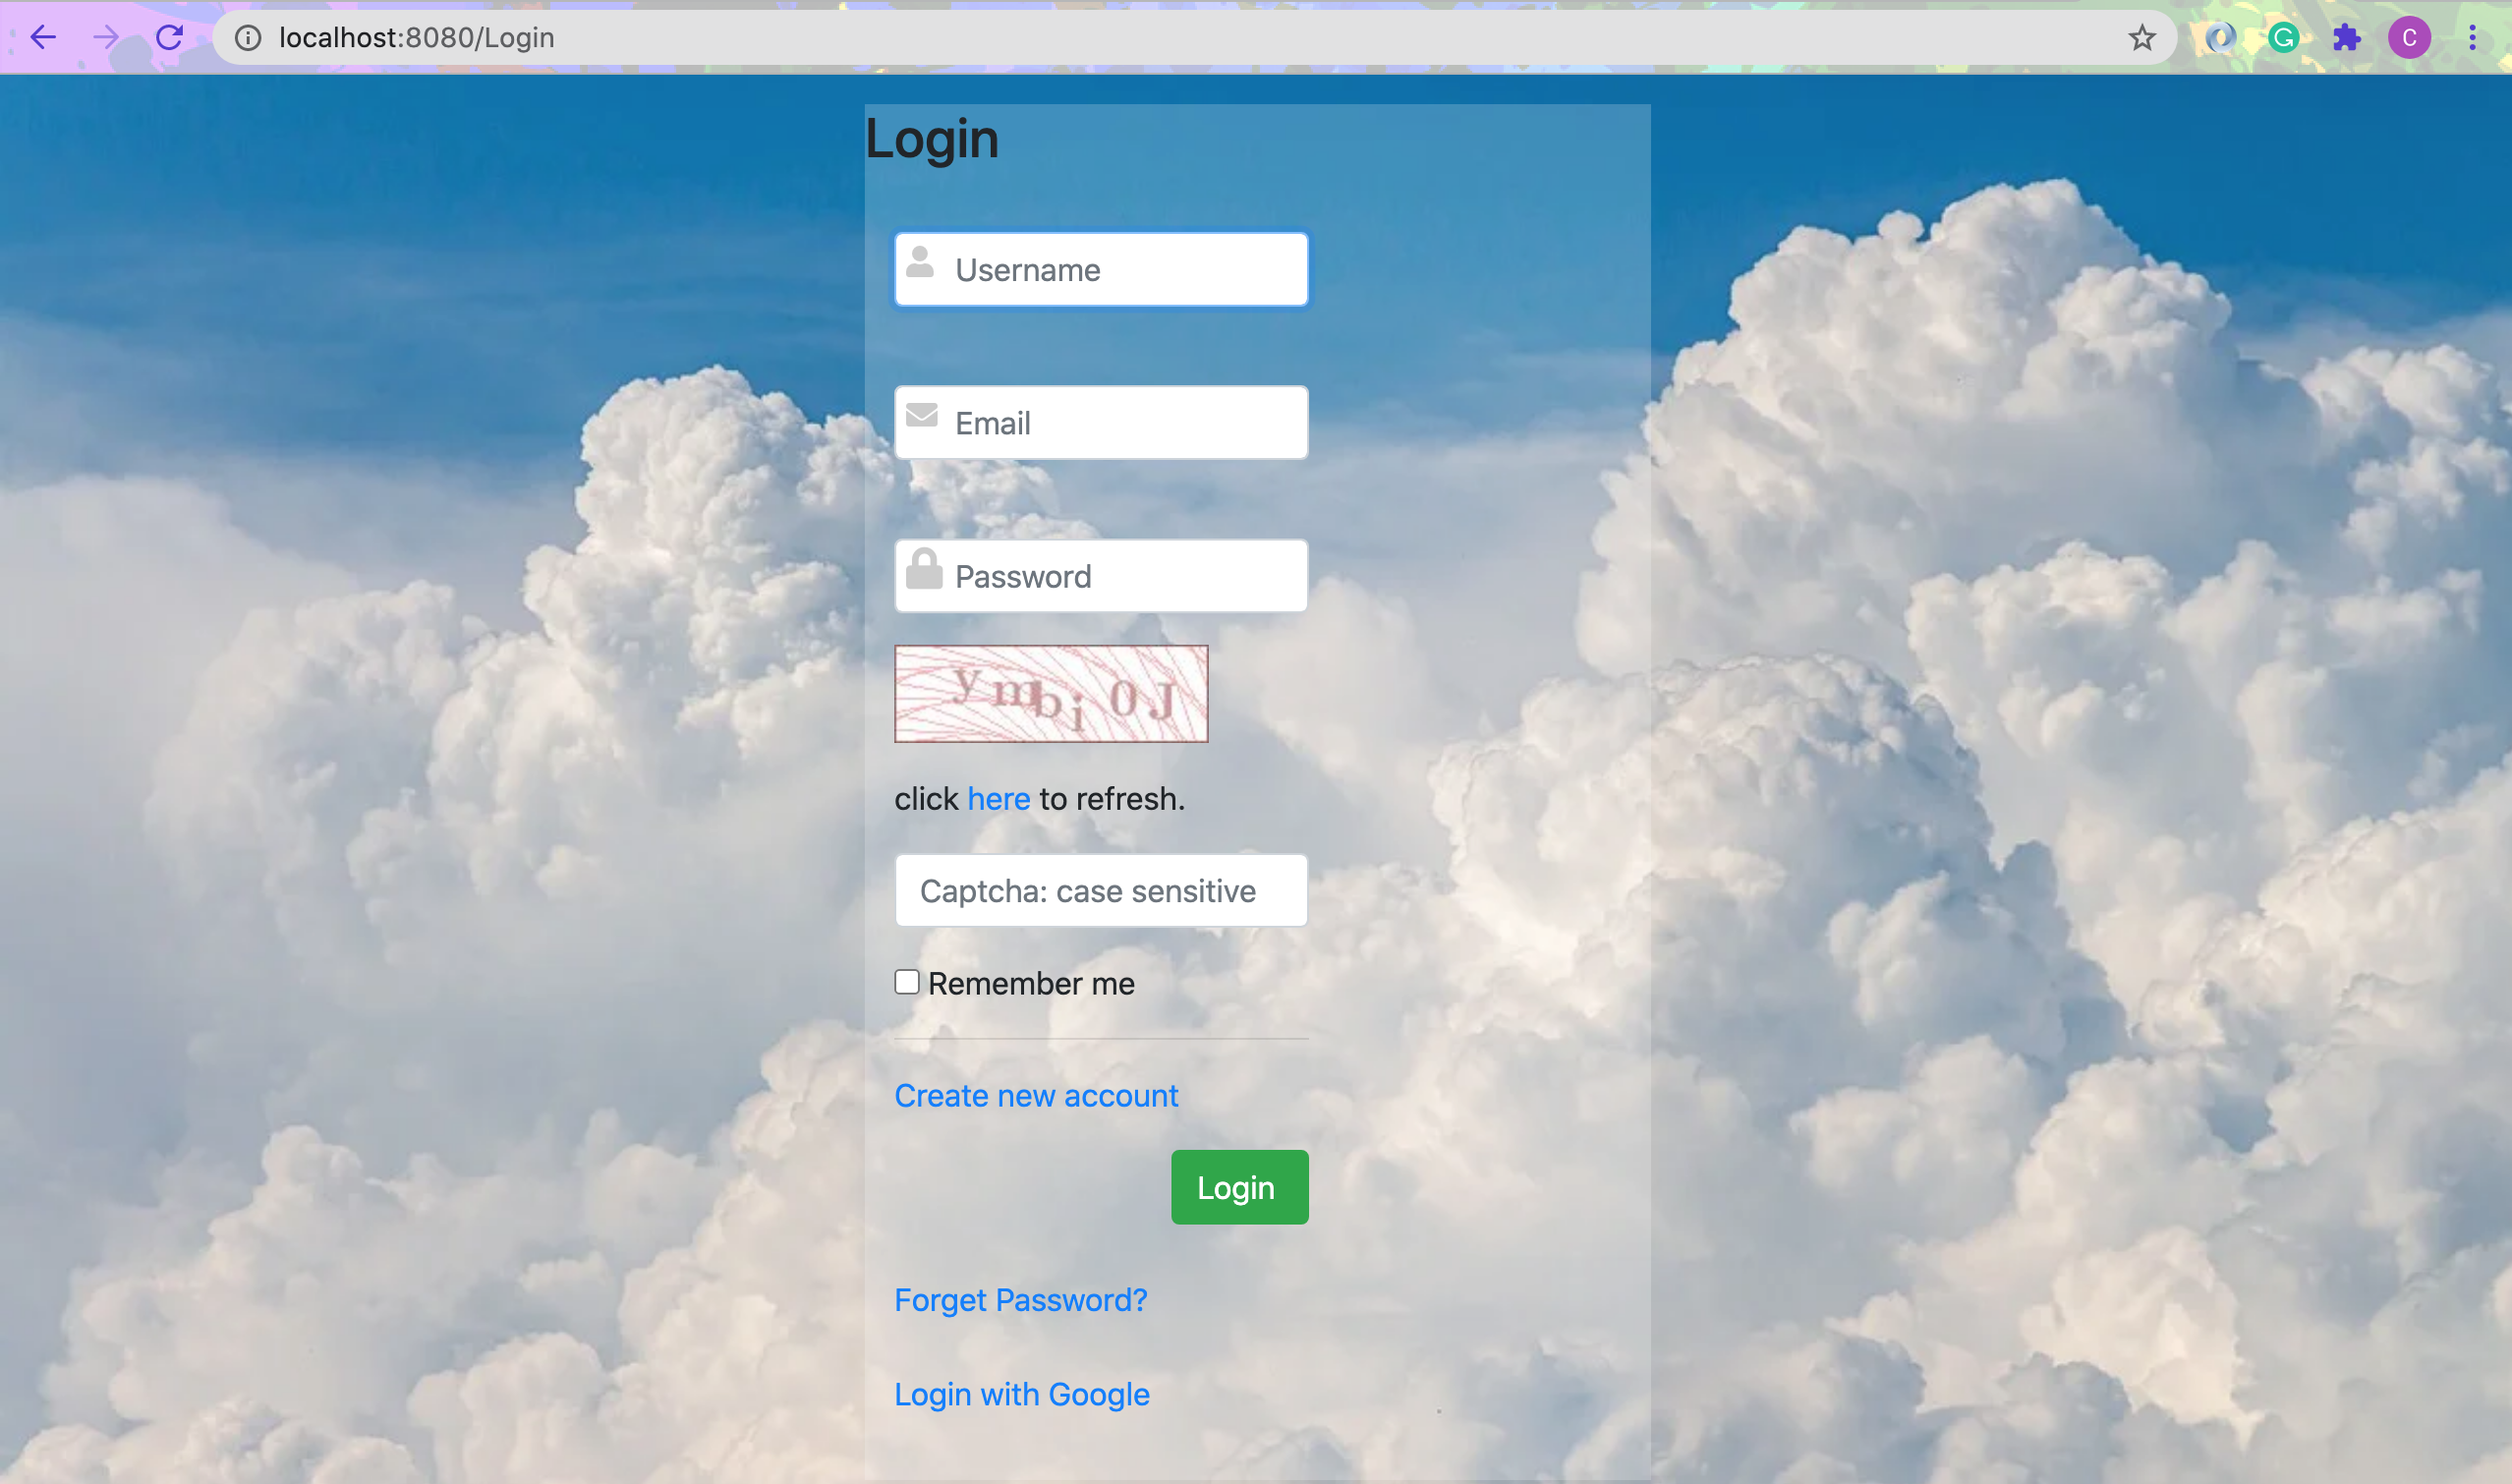 localhost:8080/Login
C
Login
Username
Email
Password
ymbi0J
click here to refresh.
Captcha: case sensitive
Remember me
Create new account
Login
Forget Password?
Login with Google